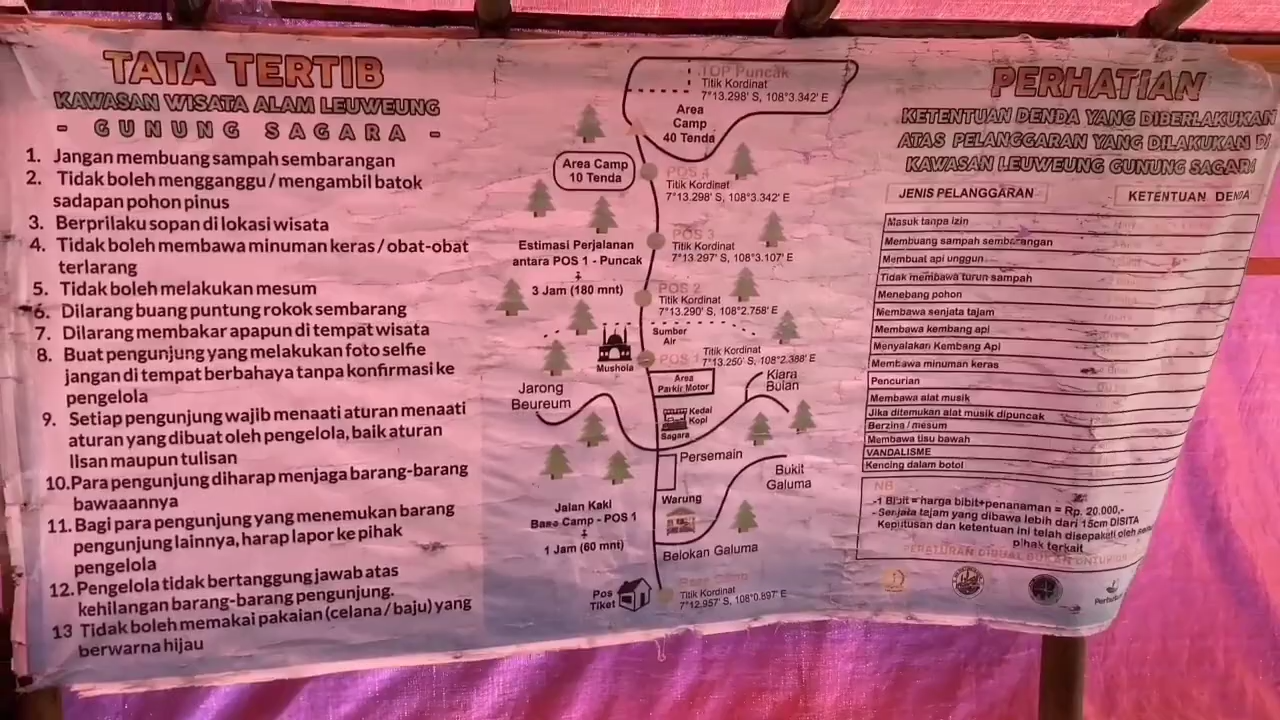 TATA TERTIB
KAWASAN WISATA ALAM LEUWEUNG
- GUNUNG SAGARA -
1. Jangan membuang sampah sembarangan
2. Tidak boleh mengganggu / mengambil batok
sadapan pohon pinus
3. Berprilaku sopan di lokasi wisata
4. Tidak boleh membawa minuman keras / obat-obat
terlarang
5. Tidak boleh melakukan mesum
6. Dilarang buang puntung rokok sembarang
7. Dilarang membakar apapun di tempat wisata
8. Buat pengunjung yang melakukan foto selfie
jangan di tempat berbahaya tanpa konfirmasi ke
pengelola
9. Setiap pengunjung wajib menaati aturan menaati
aturan yang dibuat oleh pengelola, baik aturan
lisan maupun tulisan
10.Para pengunjung diharap menjaga barang-barang
bawaaannya
11. Bagi para pengunjung yang menemukan barang
pengunjung lainnya, harap lapor ke pihak
pengelola
12. Pengelola tidak bertanggung jawab atas
kehilangan barang-barang pengunjung.
13 Tidak boleh memakai pakaian (celana / baju) yang
berwarna hijau
TOP Puncak
Titik Kordinat
7°13.298' S, 108°3.342' E
Area
Camp
40 Tenda
Area Camp
10 Tenda
POS 4
Titik Kordinat
7°13.298' S, 108°3.342' E
POS 3
Titik Kordinat
7°13 297' S, 108°3.107' E
Estimasi Perjalanan
antara POS 1 - Puncak
3 Jam (180 mnt)
POS 2
Titik Kordinat
7°13.290' S, 108°2.758' E
Sumber
Air
Mushola
POS 1
Titik Kordinat
7°13.250' S, 108°2.388' E
Area
Parkir Motor
Kiara
Bulan
Jarong
Beureum
Kedai
Kopi
Sagara
Persemain
Bukit
Galuma
Warung
Jalan Kaki
Base Camp - POS 1
1 Jam (60 mnt)
Belokan Galuma
Pos
Tiket
Base Camp
Titik Kordinat
7°12.957' S, 108°0.897' E
PERHATIAN
KETENTUAN DENDA YANG DIBERLAKUKAN
ATAS PELANGGARAN YANG DILAKUKAN DI
KAWASAN LEUWEUNG GUNUNG SAGARA
JENIS PELANGGARAN
KETENTUAN DENDA
Masuk tanpa izin
Membuang sampah sembarangan
Membuat api unggun
Tidak membawa turun sampah
Menebang pohon
Membawa senjata tajam
Membawa kembang api
Menyalakan Kembang Api
Membawa minuman keras
Pencurian
Membawa alat musik
Jika ditemukan alat musik dipuncak
Berzina / mesum
Membawa tisu bawah
VANDALISME
Kencing dalam botol
NB
-1 Bibit = harga bibit+penanaman = Rp. 20.000,-
- Senjata tajam yang dibawa lebih dari 15cm DISITA
Keputusan dan ketentuan ini telah disepakati oleh
pihak terkait
PERATURAN DIBUAT BUKAN UNTUK